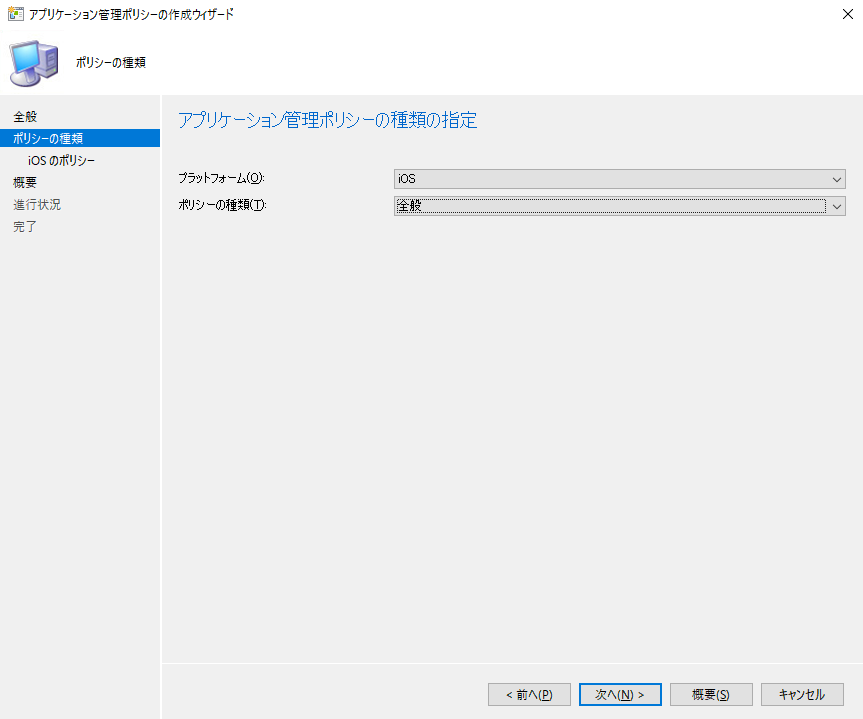 アプリケーション管理ポリシーの作成ウィザード
ポリシーの種類
全般
ポリシーの種類
iOS のポリシー
概要
進行状況
完了
アプリケーション管理ポリシーの種類の指定
プラットフォーム(O):
iOS
ポリシーの種類(T):
全般
< 前へ(P)
次へ(N) >
概要(S)
キャンセル